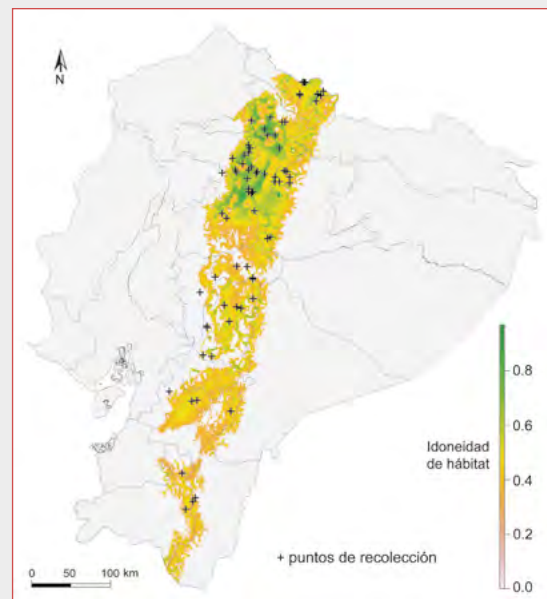 N
0.8
0.6
Idoneidad
de hábitat
0.4
0.2
0.0
+ puntos de recolección
0 50 100 km